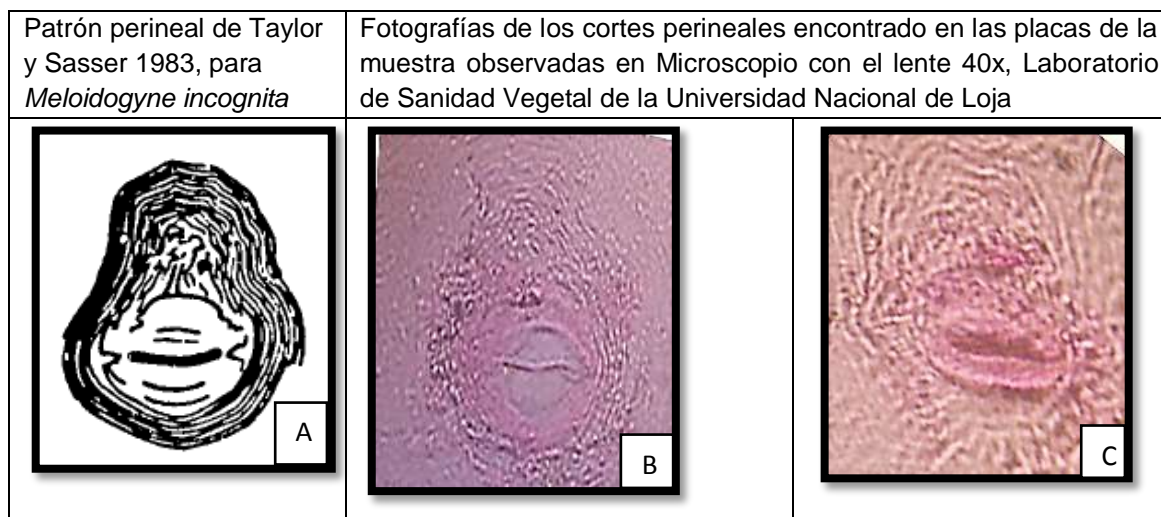 Patrón perineal de Taylor
y Sasser 1983, para
Meloidogyne incognita
Fotografías de los cortes perineales encontrado en las placas de la
muestra observadas en Microscopio con el lente 40x, Laboratorio
de Sanidad Vegetal de la Universidad Nacional de Loja
A
B
C